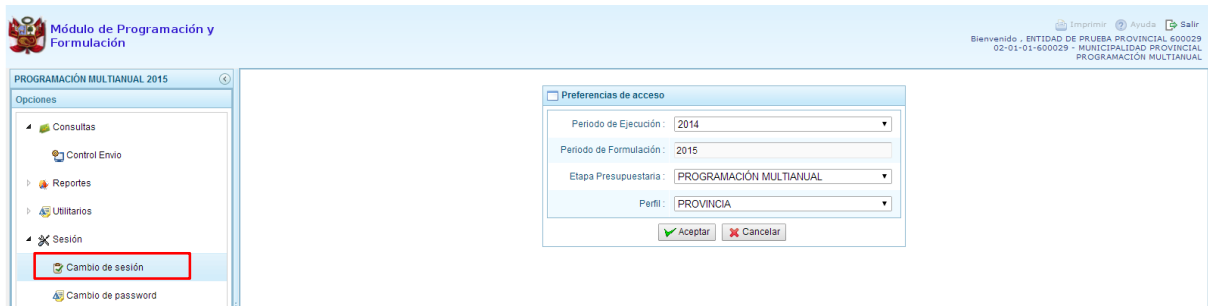 Módulo de Programación y
Formulación
Imprimir Ayuda Salir
Bienvenido , ENTIDAD DE PRUEBA PROVINCIAL 600029
02-01-01-600029 - MUNICIPALIDAD PROVINCIAL
PROGRAMACIÓN MULTIANUAL
PROGRAMACIÓN MULTIANUAL 2015
Opciones
Consultas
Control Envio
Reportes
Utilitarios
Sesión
Cambio de sesión
Cambio de password
Preferencias de acceso
Periodo de Ejecución : 2014
Periodo de Formulación : 2015
Etapa Presupuestaria : PROGRAMACIÓN MULTIANUAL
Perfil : PROVINCIA
Aceptar Cancelar